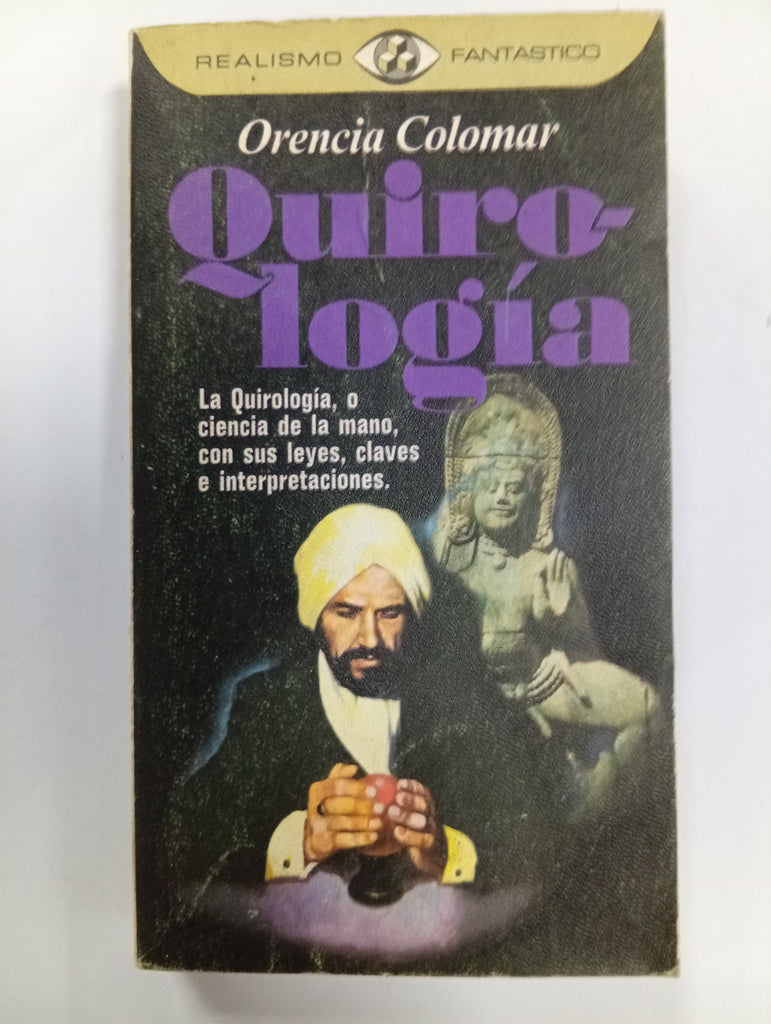 REALISMO FANTASTICO
Orencia Colomar
Quiro-
logía
La Quirología, o
ciencia de la mano,
con sus leyes, claves
e interpretaciones.